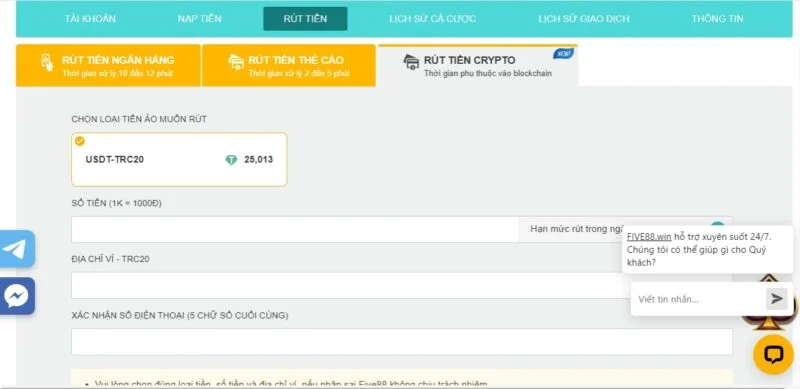 TÀI KHOẢN NẠP TIỀN RÚT TIỀN LỊCH SỬ CÁ CƯỢC LỊCH SỬ GIAO DỊCH THÔNG TIN
RÚT TIỀN NGÂN HÀNG
Thời gian xử lý 10 đến 12 phút
RÚT TIỀN THẺ CÀO
Thời gian xử lý 2 đến 5 phút
RÚT TIỀN CRYPTO
Thời gian phụ thuộc vào blockchain
NEW!
CHỌN LOẠI TIỀN ẢO MUỐN RÚT
USDT-TRC20 25,013
SỐ TIỀN (1K = 1000Đ)
Hạn mức rút trong
ĐỊA CHỈ VÍ - TRC20
XÁC NHẬN SỐ ĐIỆN THOẠI (5 CHỮ SỐ CUỐI CÙNG)
Vui lòng chọn đúng loại tiền, số tiền và địa chỉ ví, nếu nhập sai Five88 không chịu trách nhiệm
FIVE88.win hỗ trợ xuyên suốt 24/7.
Chúng tôi có thể giúp gì cho Quý
khách?
Viết tin nhắn...